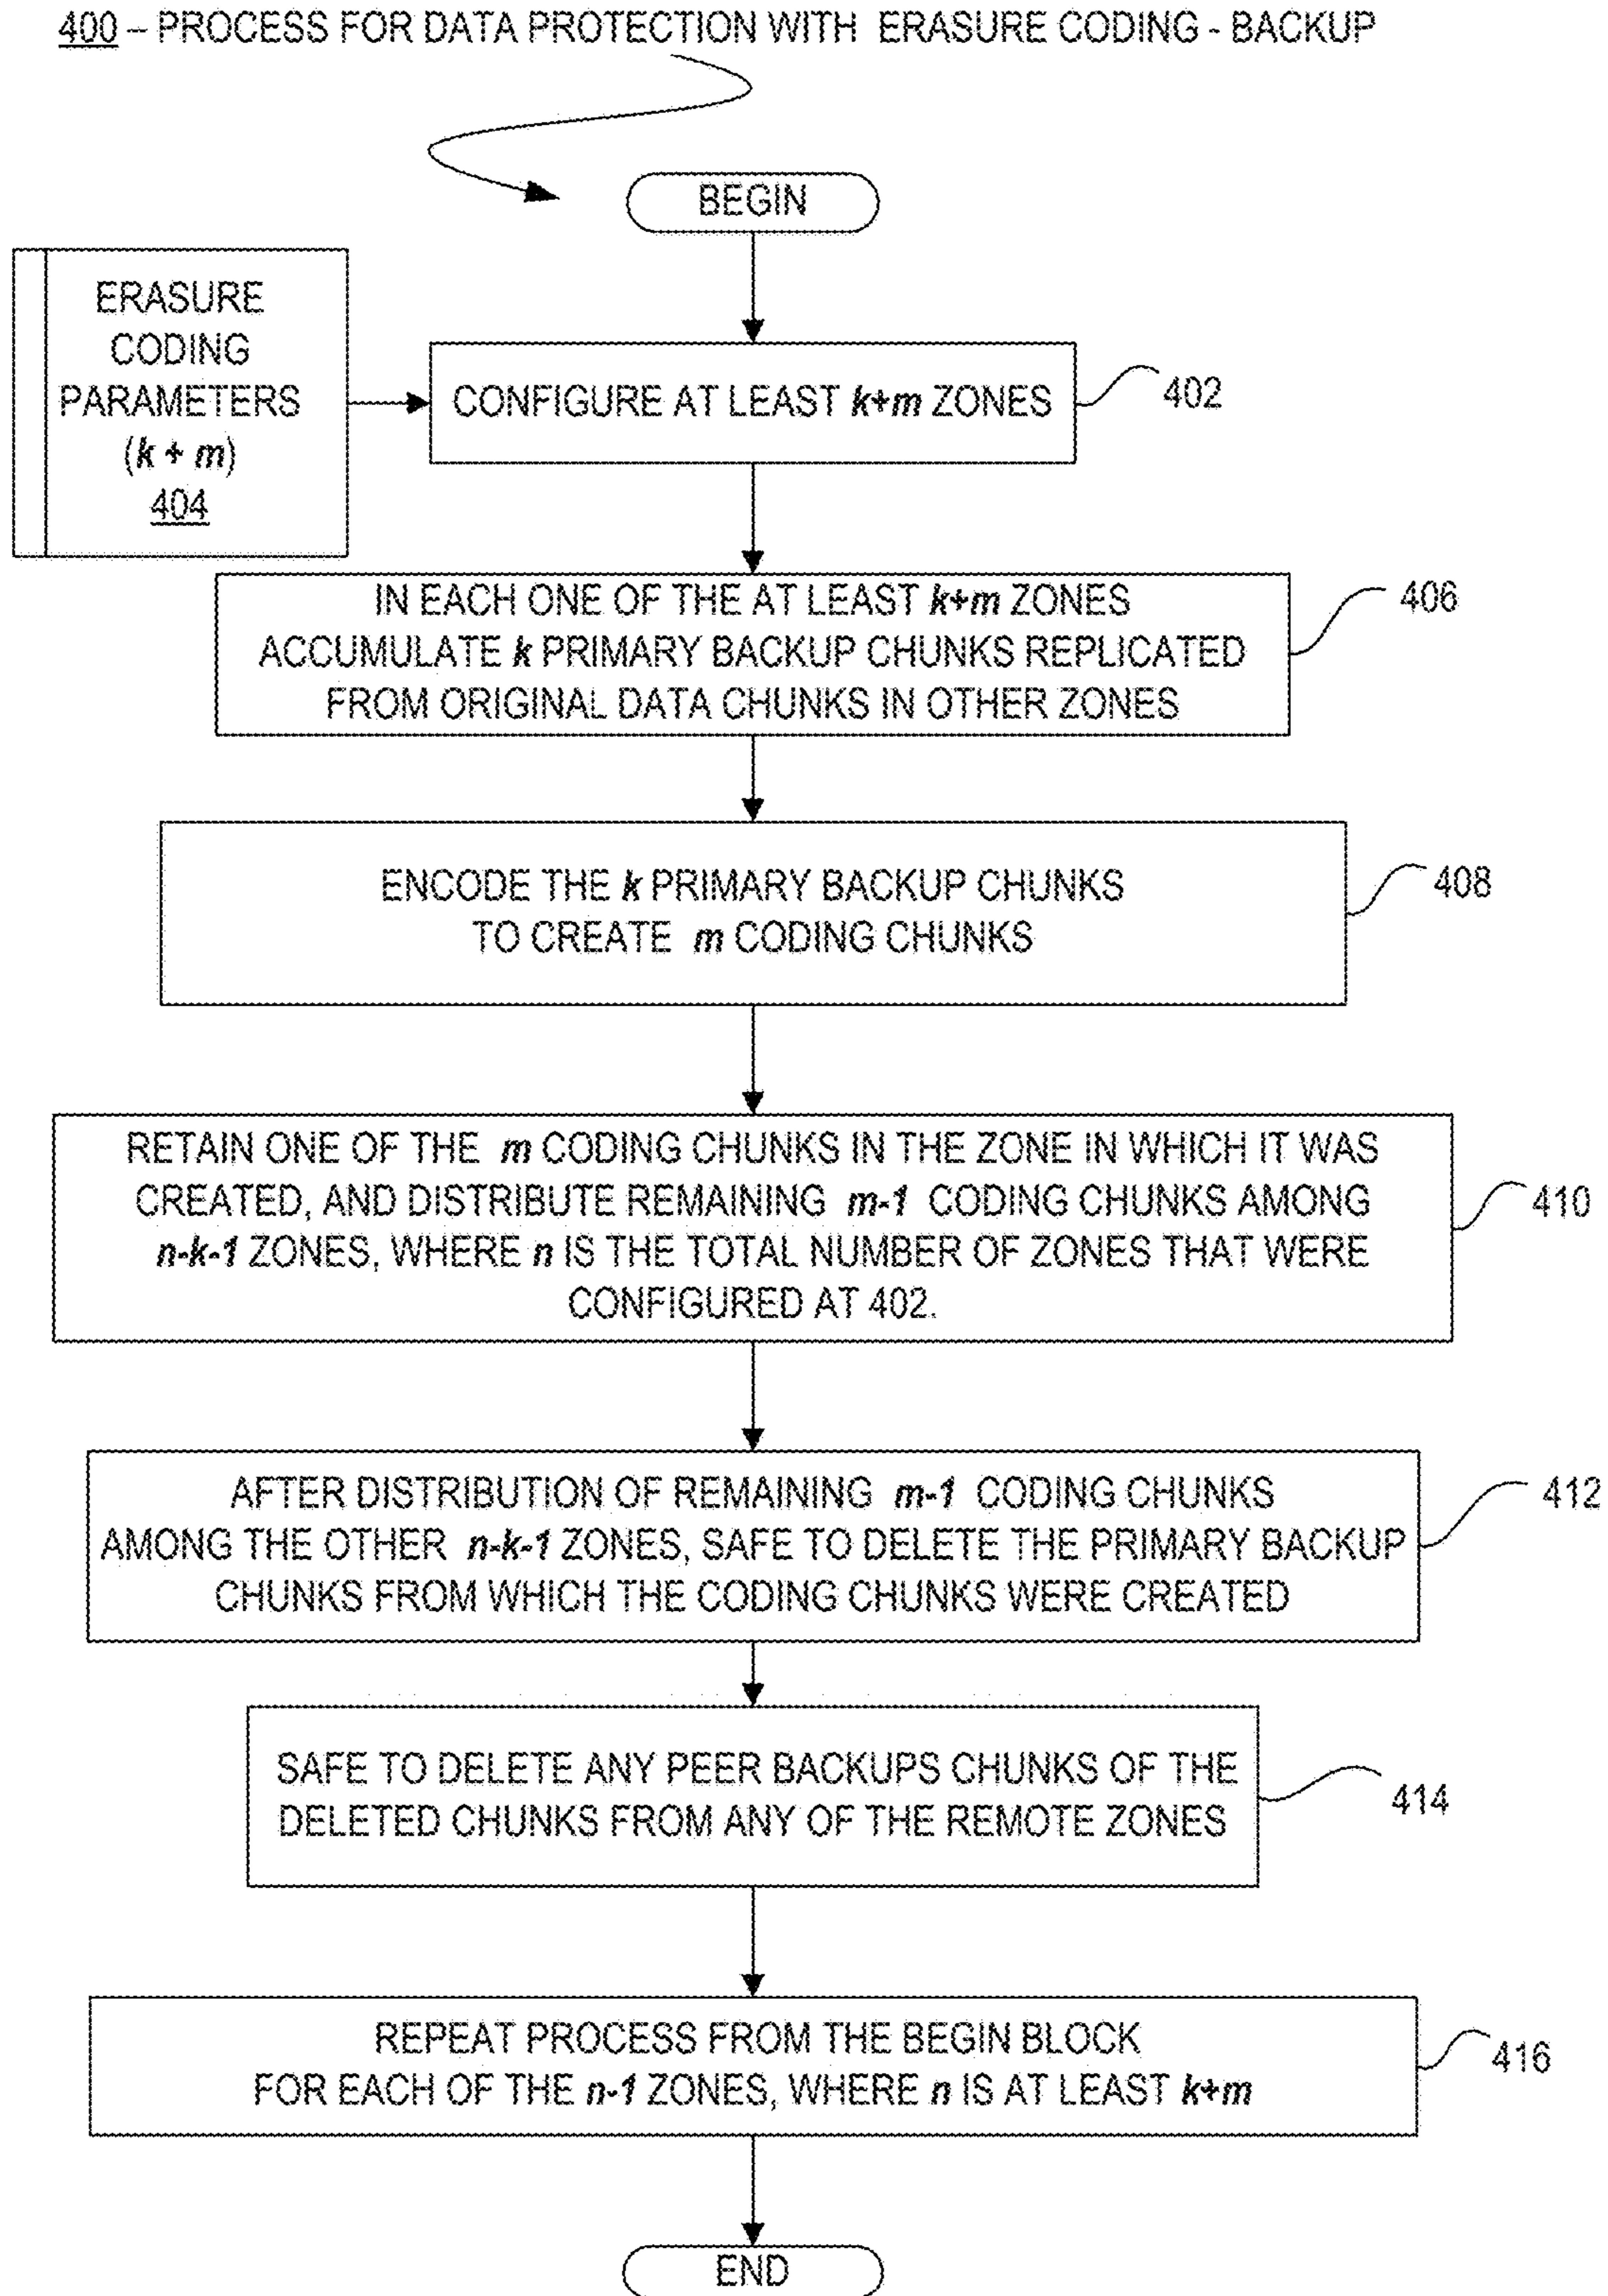 400 – PROCESS FOR DATA PROTECTION WITH ERASURE CODING - BACKUP
BEGIN
ERASURE
CODING
PARAMETERS
(k + m)
404
CONFIGURE AT LEAST k+m ZONES
402
IN EACH ONE OF THE AT LEAST k+m ZONES
ACCUMULATE k PRIMARY BACKUP CHUNKS REPLICATED
FROM ORIGINAL DATA CHUNKS IN OTHER ZONES
406
ENCODE THE k PRIMARY BACKUP CHUNKS
TO CREATE m CODING CHUNKS
408
RETAIN ONE OF THE m CODING CHUNKS IN THE ZONE IN WHICH IT WAS
CREATED, AND DISTRIBUTE REMAINING m-1 CODING CHUNKS AMONG
n-k-1 ZONES, WHERE n IS THE TOTAL NUMBER OF ZONES THAT WERE
CONFIGURED AT 402.
410
AFTER DISTRIBUTION OF REMAINING m-1 CODING CHUNKS
AMONG THE OTHER n-k-1 ZONES, SAFE TO DELETE THE PRIMARY BACKUP
CHUNKS FROM WHICH THE CODING CHUNKS WERE CREATED
412
SAFE TO DELETE ANY PEER BACKUPS CHUNKS OF THE
DELETED CHUNKS FROM ANY OF THE REMOTE ZONES
414
REPEAT PROCESS FROM THE BEGIN BLOCK
FOR EACH OF THE n-1 ZONES, WHERE n IS AT LEAST k+m
416
END